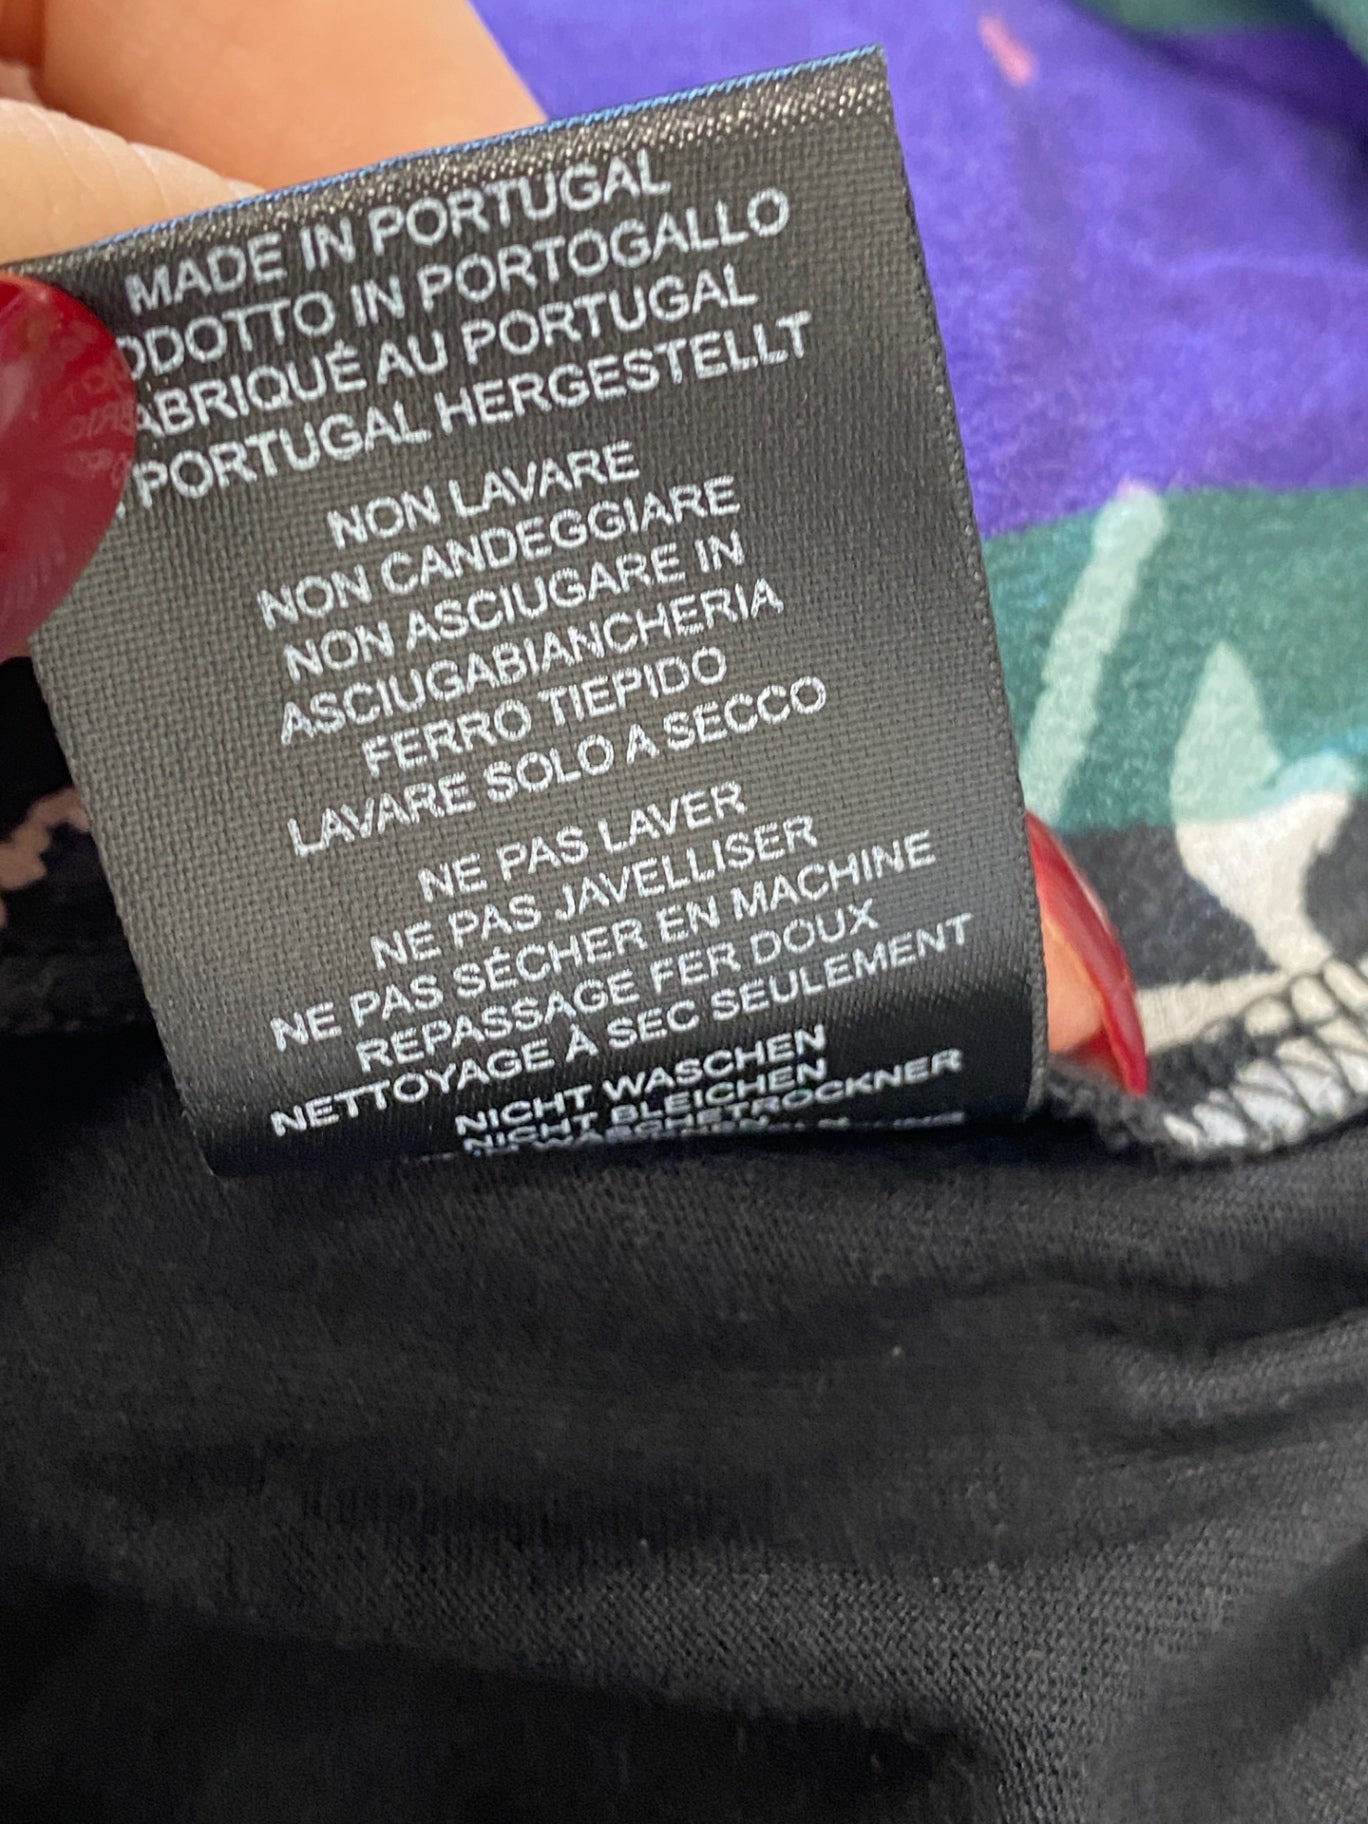 MADE IN PORTUGAL
ODOTTO IN PORTOGALLO
ABRIQUÉ AU PORTUGAL
PORTUGAL HERGESTELLT
NON LAVARE
NON CANDEGGIARE
NON ASCIUGARE IN
ASCIUGABIANCHERIA
FERRO TIEPIDO
LAVARE SOLO A SECCO
NE PAS LAVER
NE PAS JAVELLISER
NE PAS SÉCHER EN MACHINE
REPASSAGE FER DOUX
NETTOYAGE À SEC SEULEMENT
NICHT WASCHEN
NICHT BLEICHEN
WASCHETROCKNER